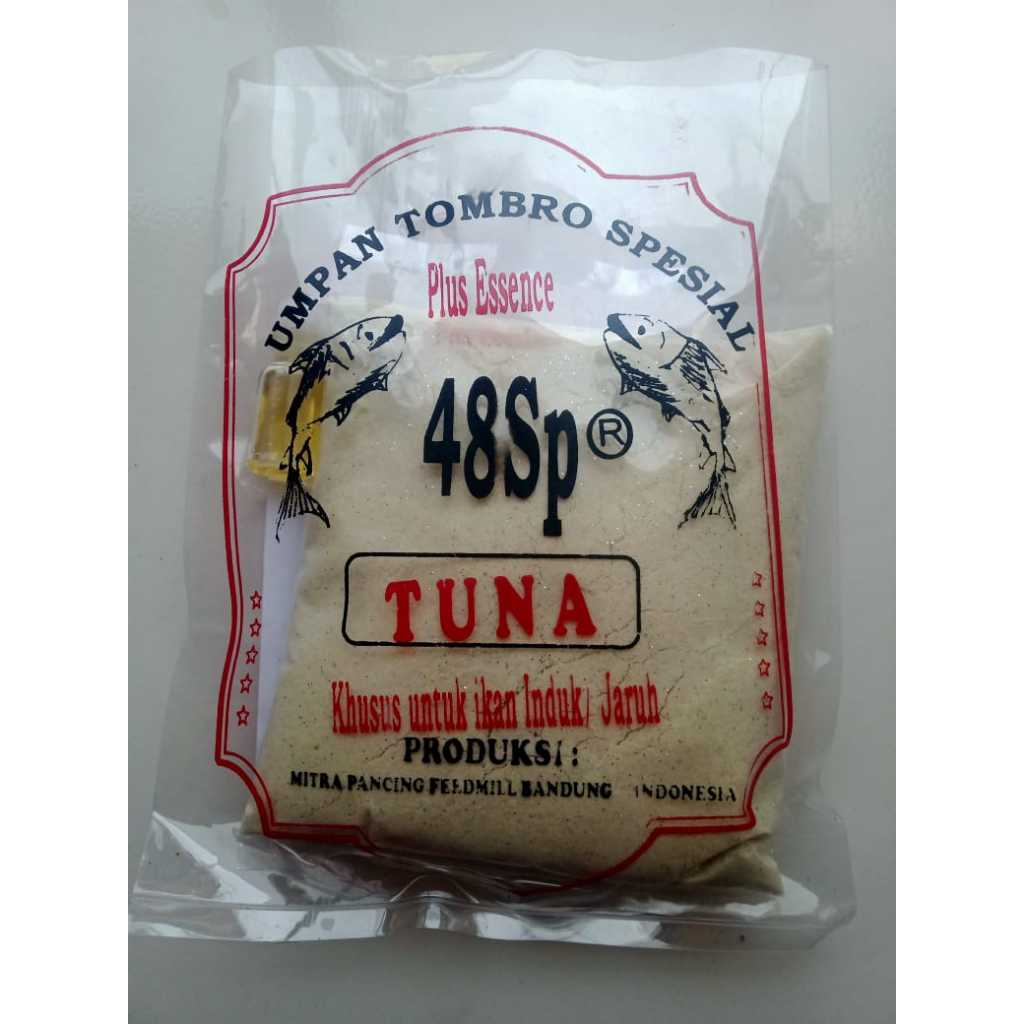 UMPAN TOMBRO SPESIAL
Plus Essence
48Sp®
TUNA
Khusus untuk ikan Induk/ Jaruh
PRODUKSI :
MITRA PANCING FEEDMILL BANDUNG INDONESIA